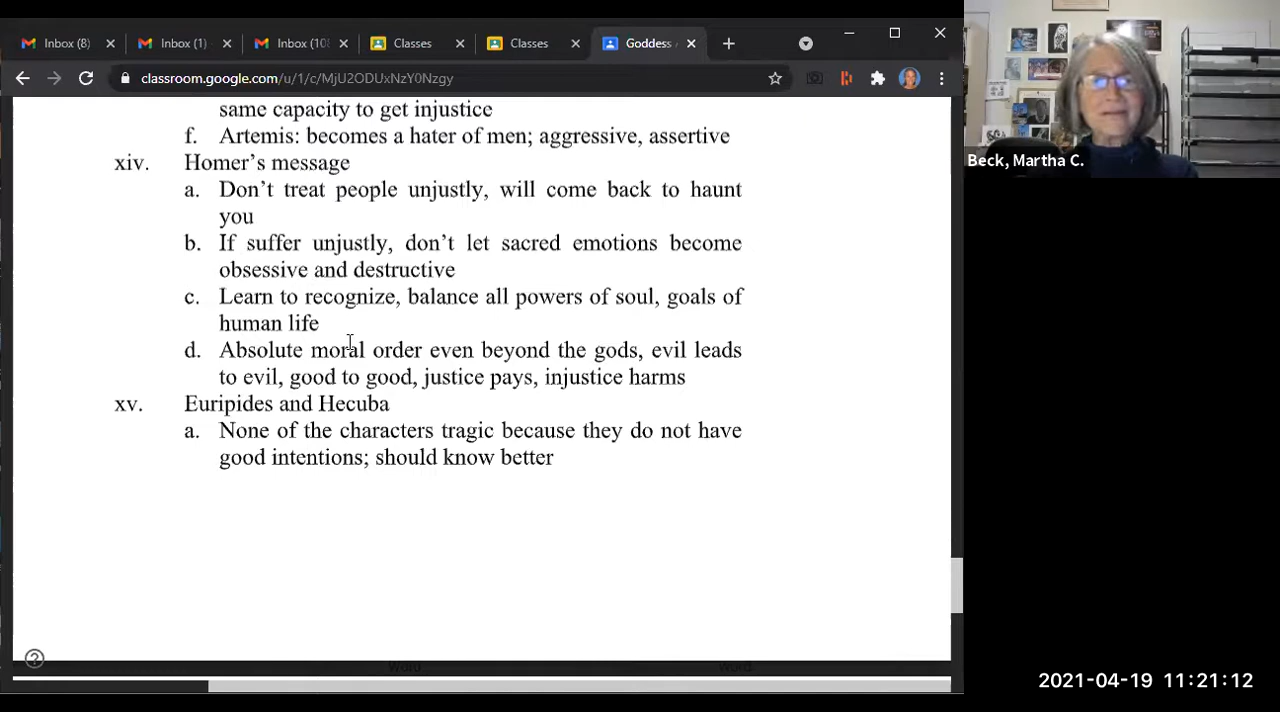 Inbox (8)
Inbox (1)
Inbox (10
Classes
Classes
Goddess
classroom.google.com/u/1/c/MjU2ODUxNzY0Nzgy
same capacity to get injustice
f. Artemis: becomes a hater of men; aggressive, assertive
xiv. Homer’s message
a. Don’t treat people unjustly, will come back to haunt
you
b. If suffer unjustly, don’t let sacred emotions become
obsessive and destructive
c. Learn to recognize, balance all powers of soul, goals of
human life
d. Absolute moral order even beyond the gods, evil leads
to evil, good to good, justice pays, injustice harms
xv. Euripides and Hecuba
a. None of the characters tragic because they do not have
good intentions; should know better
Word
Word
Beck, Martha C.
2021-04-19 11:21:12